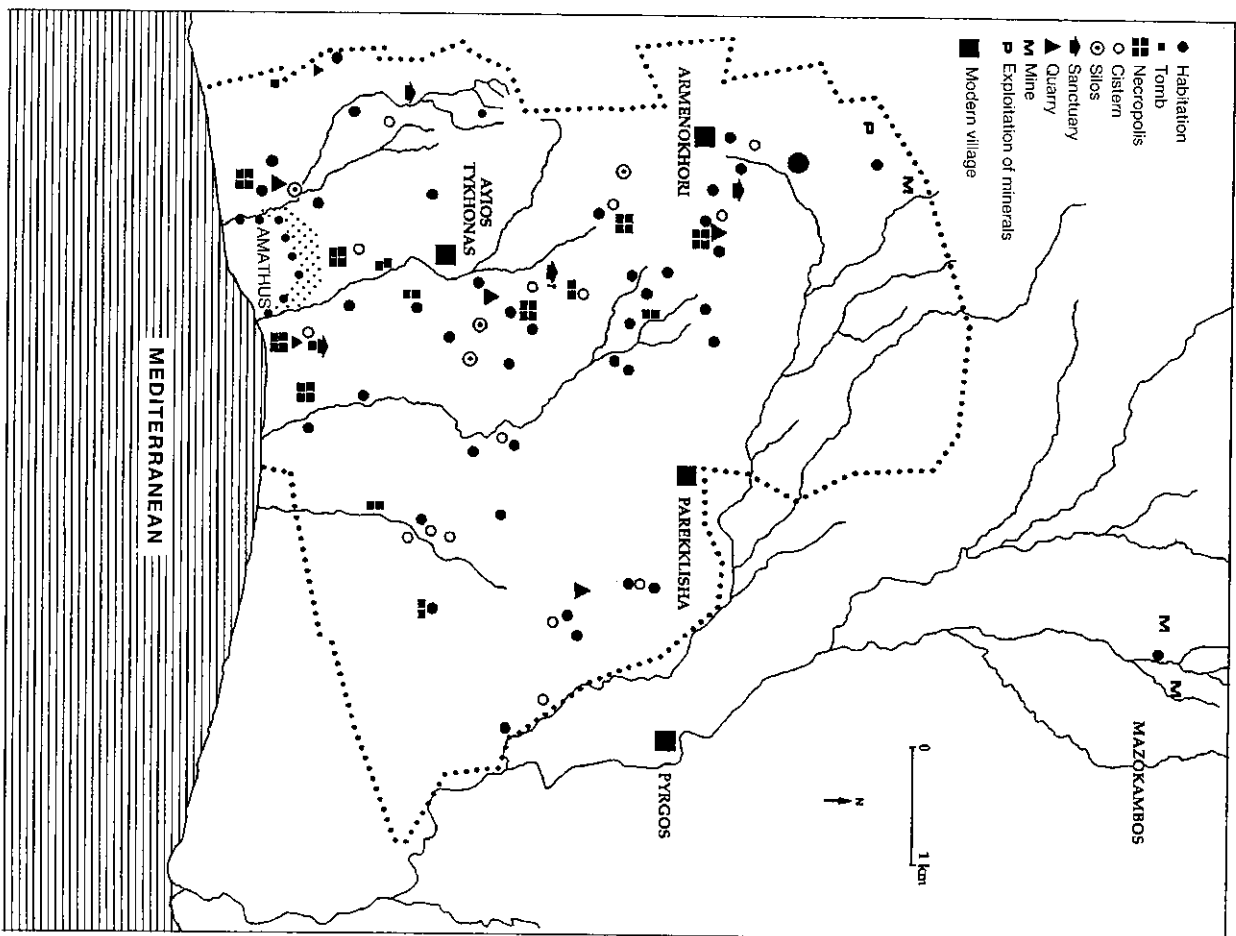 Habitation
Tomb
Necropolis
Cistern
Silos
Sanctuary
Quarry
M Mine
P Exploitation of minerals
Modern village
MAZOKAMBOS
M
M
M
P
ARMENOKHORI
PAREKKLISHA
PYRGOS
AYIOS
TYKHONAS
?
AMATHUS
MEDITERRANEAN
N
0
1 km